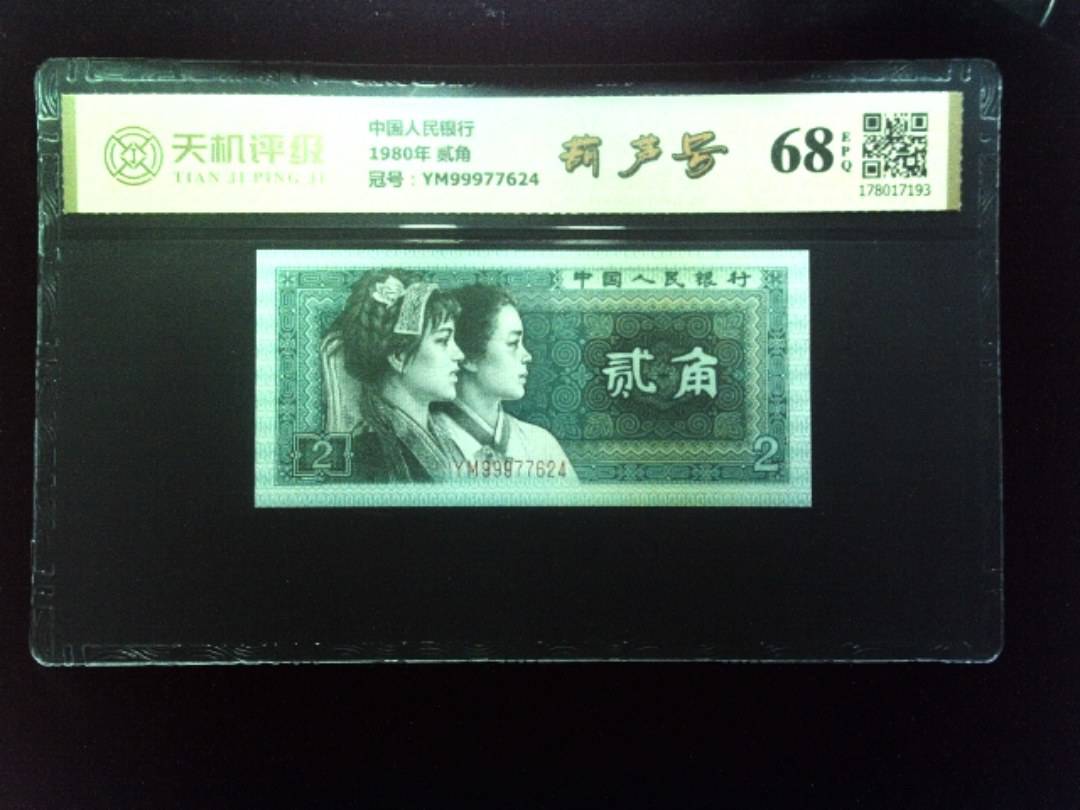 天机评级
TIAN JI PING JI
中国人民银行
1980年 贰角
冠号：YM99977624
葫芦号
68
EPQ
178017193
中国人民银行
贰角
2
2
YM99977624